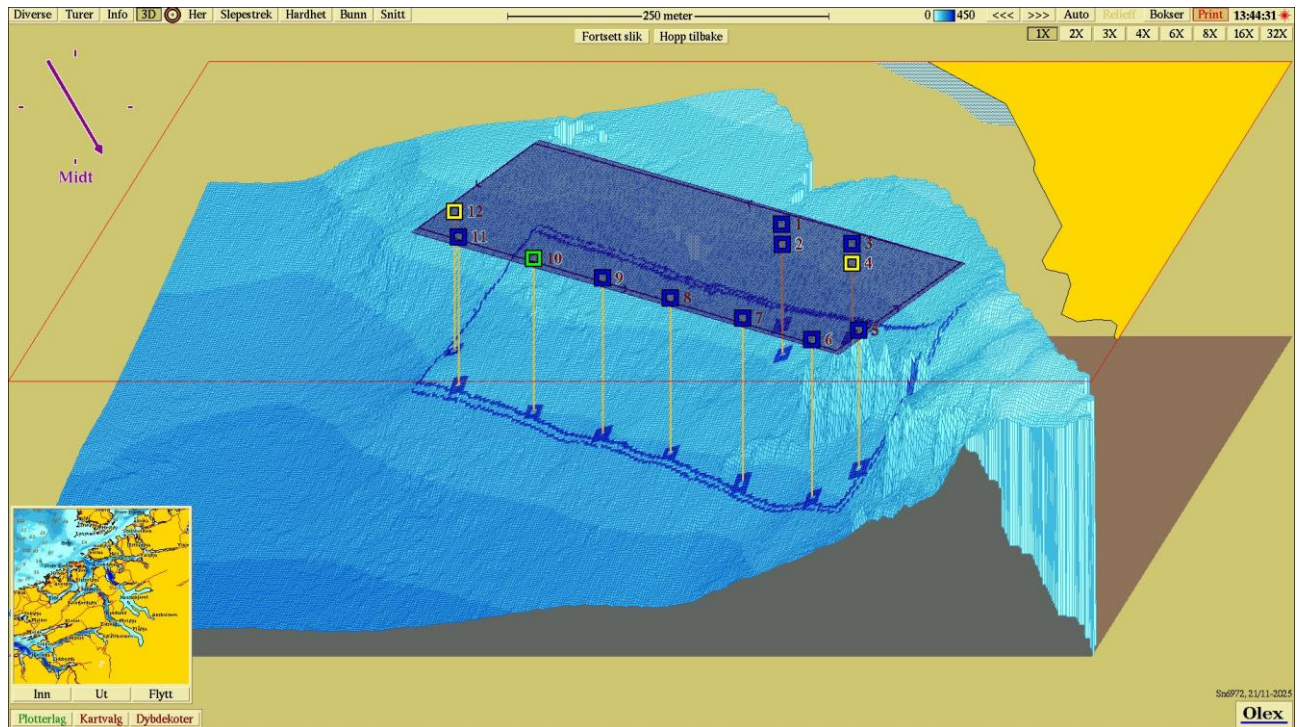 Diverse Turer Info 3D Her Slepestrek Hardhet Bunn Snitt 250 meter 0 450 <<< >>> Auto Relieff Bokser Print 13:44:31
Fortsett slik Hopp tilbake 1X 2X 3X 4X 6X 8X 16X 32X
Midt
12
11
10
9
8
7
6
5
1
2
3
4
Inn Ut Flytt
Plotterlag Kartvalg Dybdekoter
Sn6972, 21/11-2025
Olex